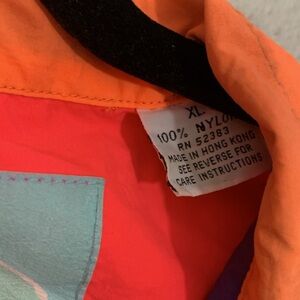 XL
100% NYLON
RN 52383
MADE IN HONG KONG
SEE REVERSE FOR
CARE INSTRUCTIONS